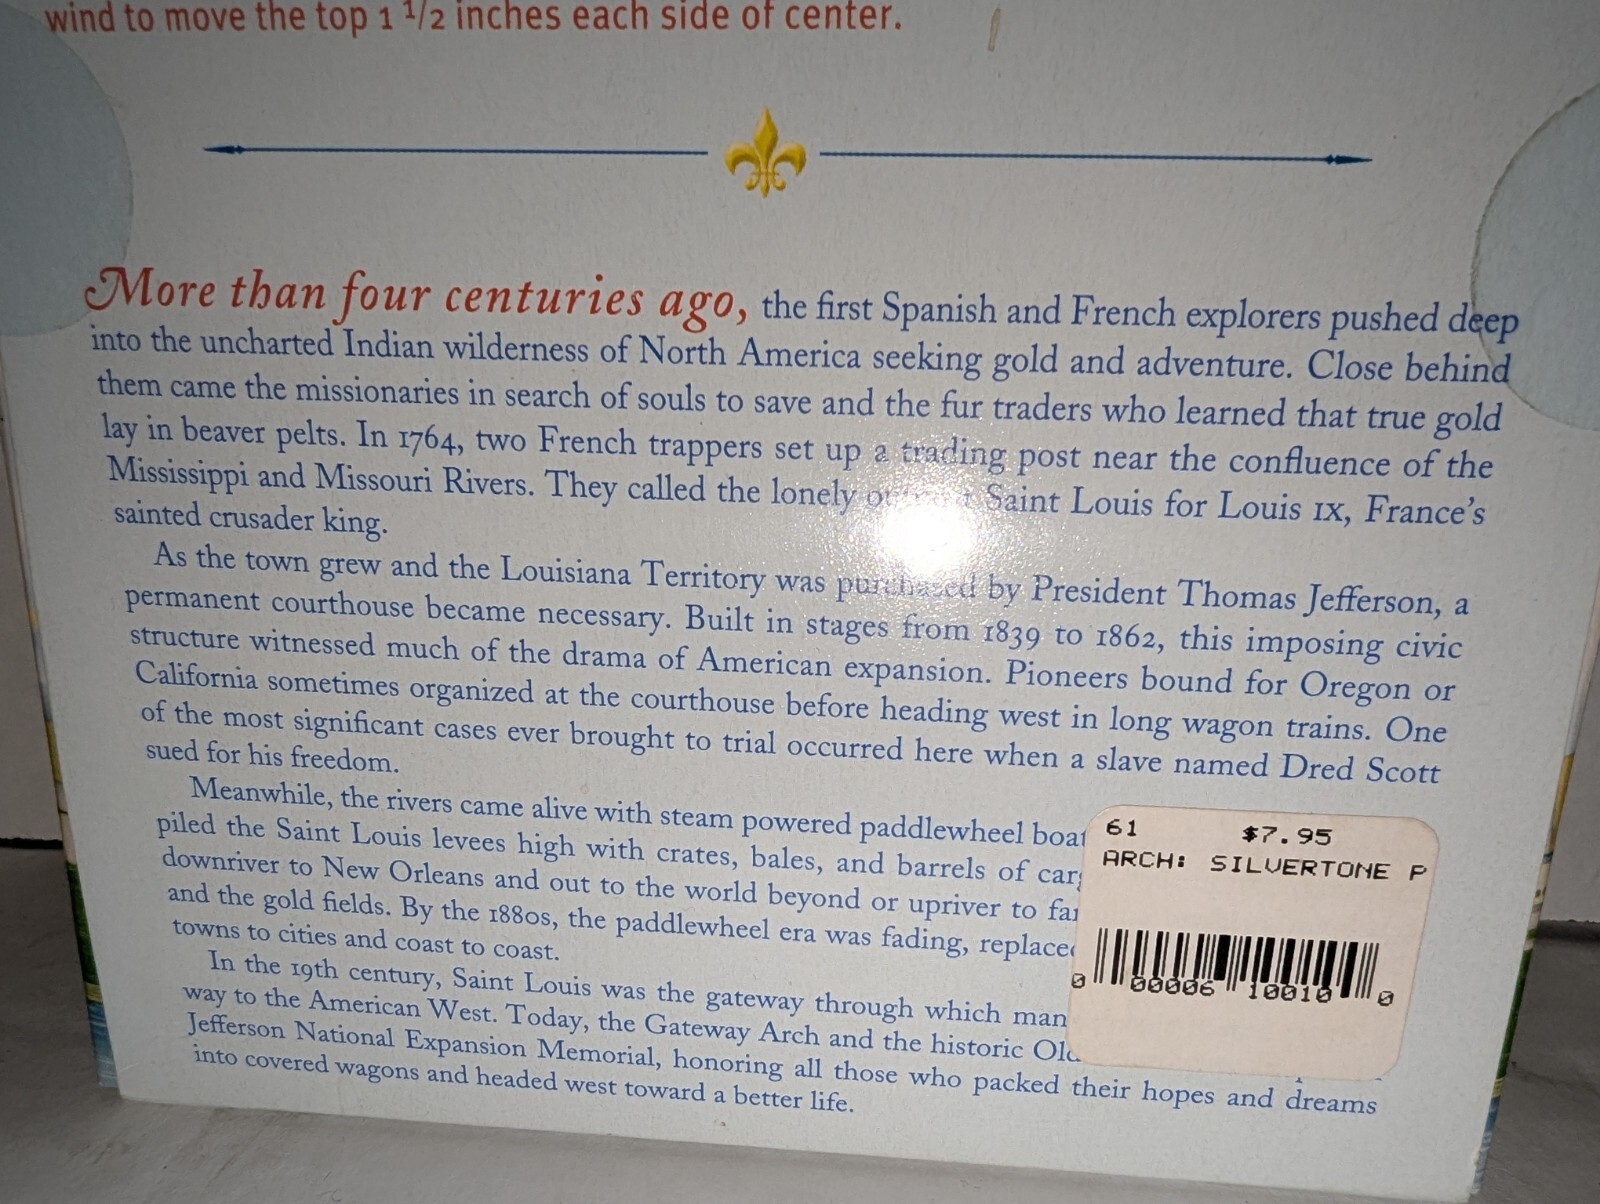 wind to move the top 1 1/2 inches each side of center.
More than four centuries ago, the first Spanish and French explorers pushed deep
into the uncharted Indian wilderness of North America seeking gold and adventure. Close behind
them came the missionaries in search of souls to save and the fur traders who learned that true gold
lay in beaver pelts. In 1764, two French trappers set up a trading post near the confluence of the
Mississippi and Missouri Rivers. They called the lonely Saint Louis for Louis IX, France's
sainted crusader king.
As the town grew and the Louisiana Territory was purchased by President Thomas Jefferson, a
permanent courthouse became necessary. Built in stages from 1839 to 1862, this imposing civic
structure witnessed much of the drama of American expansion. Pioneers bound for Oregon or
California sometimes organized at the courthouse before heading west in long wagon trains. One
of the most significant cases ever brought to trial occurred here when a slave named Dred Scott
sued for his freedom.
Meanwhile, the rivers came alive with steam powered paddlewheel
piled the Saint Louis levees high with crates, bales, and barrels of
downriver to New Orleans and out to the world beyond or upriver to
and the gold fields. By the 1880s, the paddlewheel era was fading,
towns to cities and coast to coast.
In the 19th century, Saint Louis was the gateway through which
way to the American West. Today, the Gateway Arch and the historic
Jefferson National Expansion Memorial, honoring all those who packed their hopes and dreams
into covered wagons and headed west toward a better life.
61 $7.95
ARCH: SILVERTONE P
0 00006 10010 0